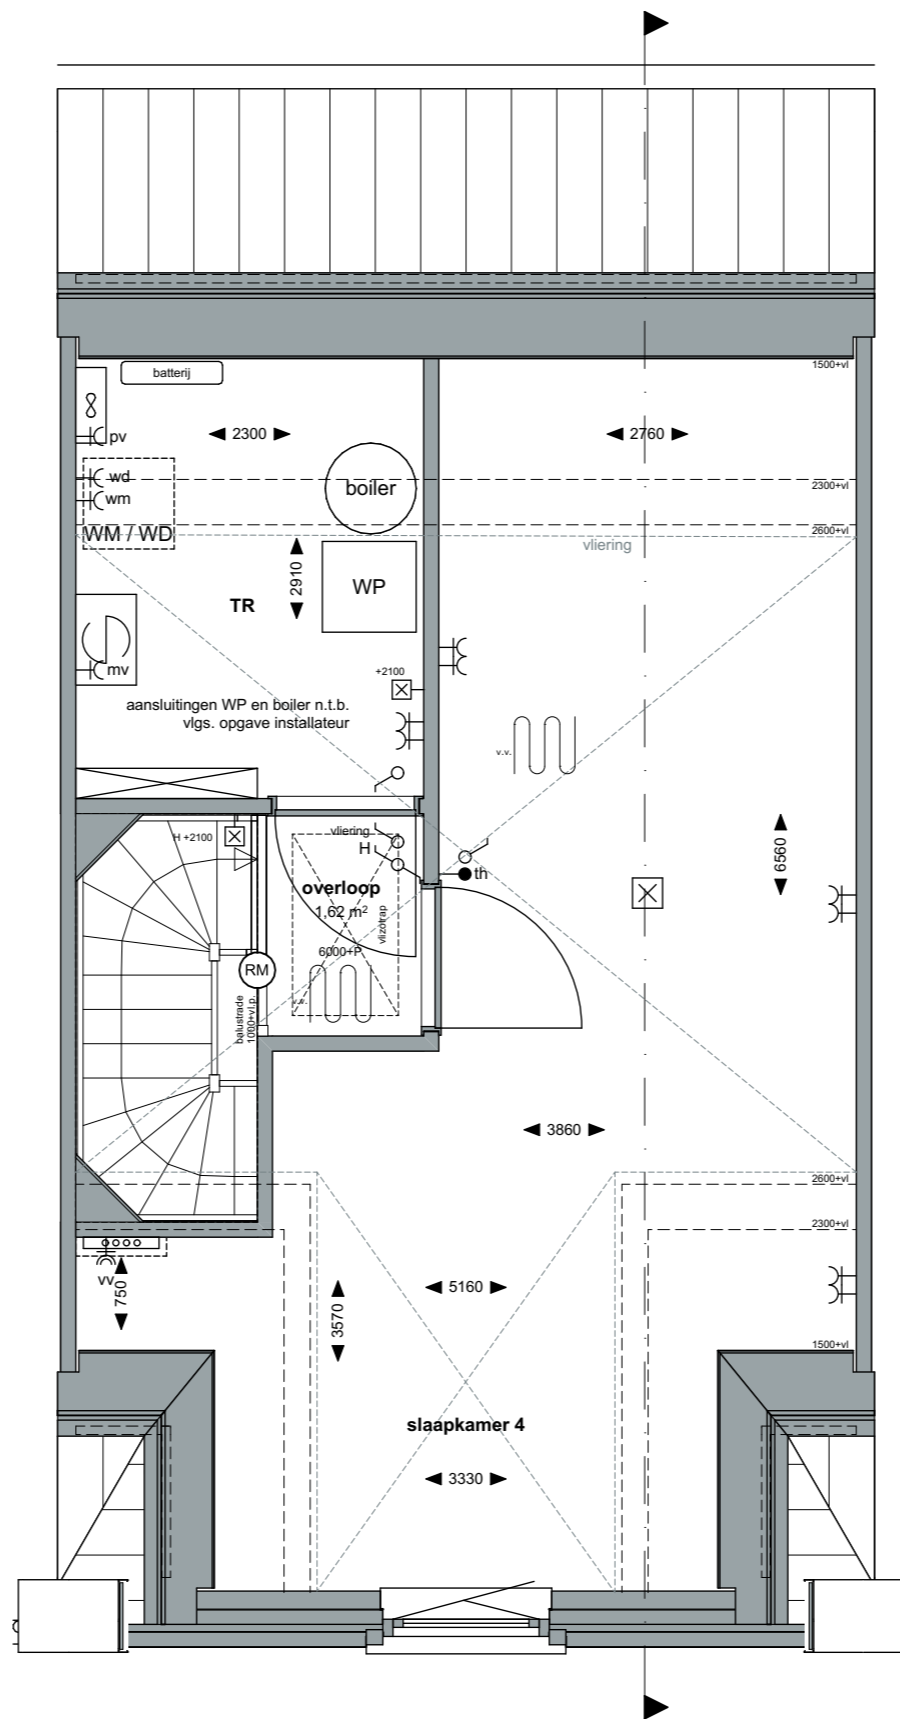 batterij
1500+vl
pv
2300
2760
wd
wm
boiler
2300+vl
WM / WD
2600+vl
vliering
2910
WP
TR
mv
+2100
aansluitingen WP en boiler n.t.b.
vlgs. opgave installateur
v.v.
H +2100
vliering
H
th
6560
overloop
1,62 m²
vlizotrap
6000+P
RM
v.v.
balustrade
1000+vl.p.
3860
2600+vl
2300+vl
vv
750
3570
5160
1500+vl
slaapkamer 4
3330